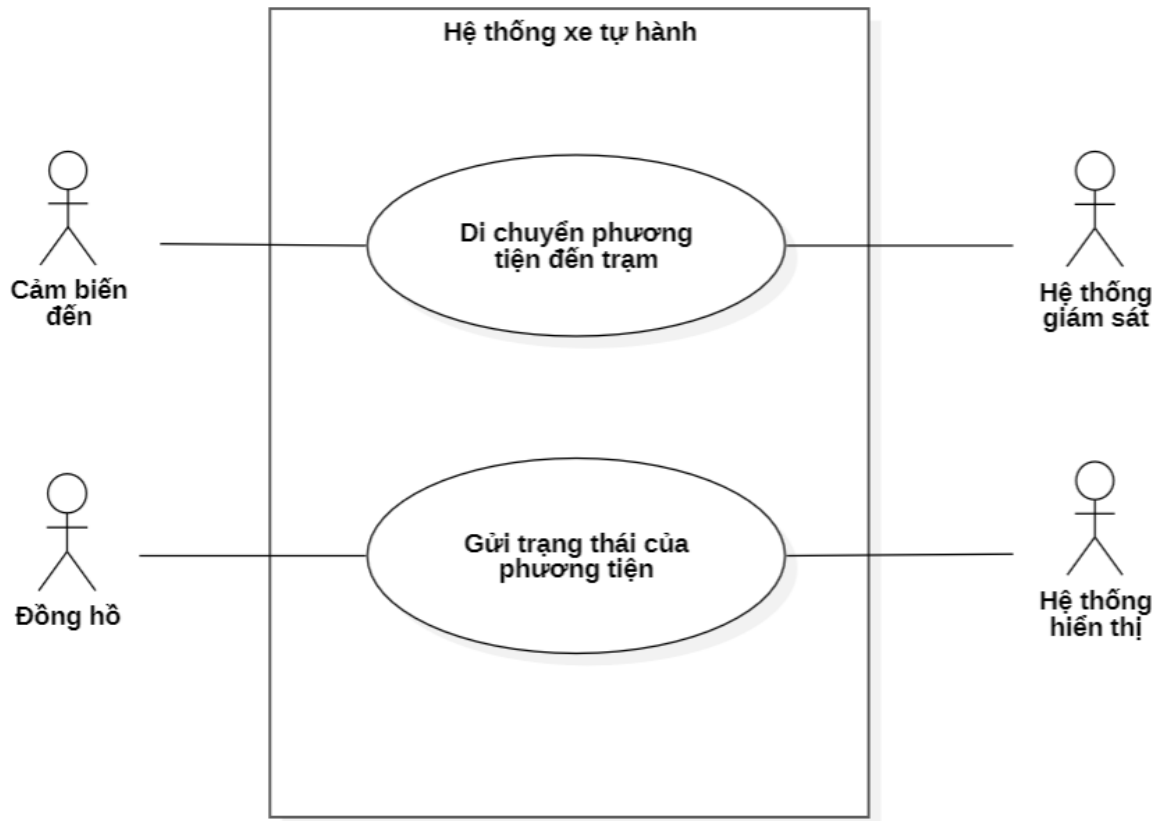 Hệ thống xe tự hành
Di chuyển phương
tiện đến trạm
Cảm biến
đến
Hệ thống
giám sát
Gửi trạng thái của
phương tiện
Đồng hồ
Hệ thống
hiển thị